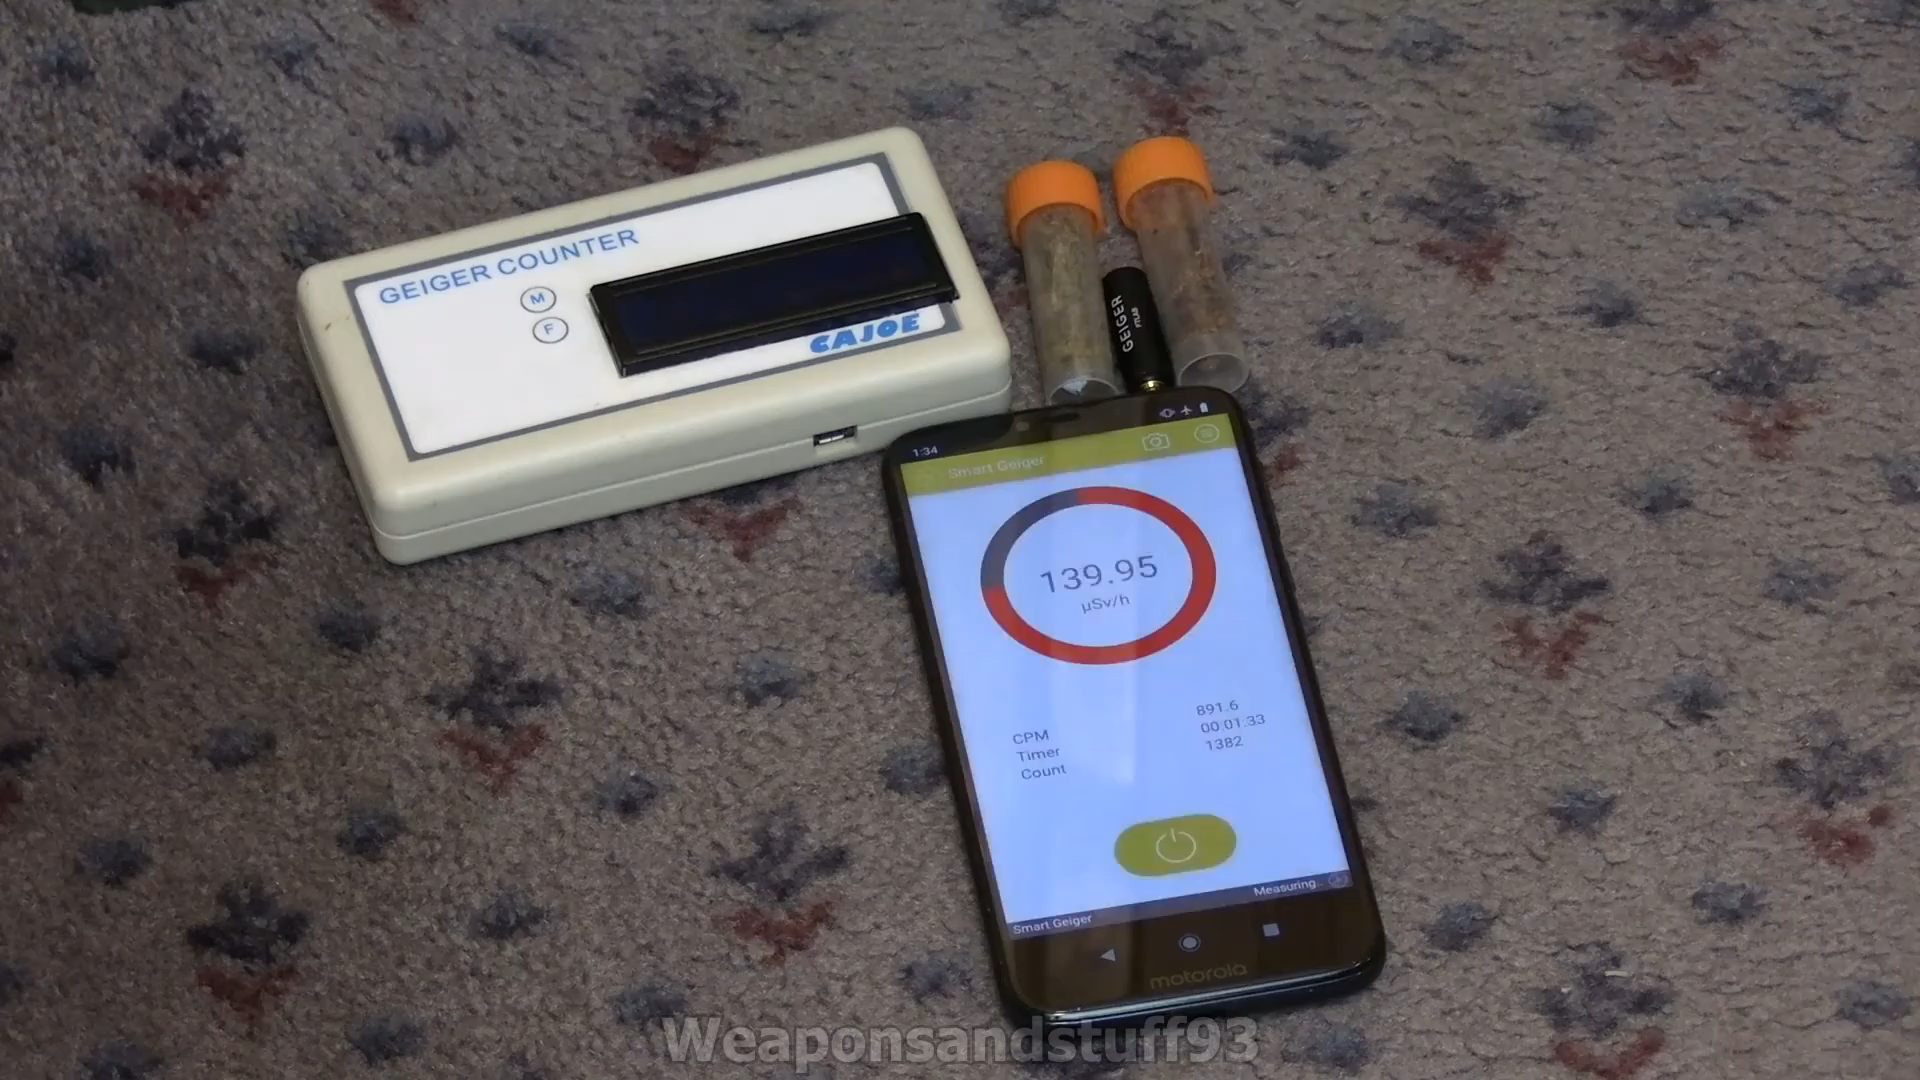 GEIGER COUNTER
M
F
CAJOE
GEIGER
FTLAB
1:34
Smart Geiger
139.95
µSv/h
CPM 891.6
Timer 00:01:33
Count 1382
Measuring..
Smart Geiger
motorola
Weaponsandstuff93